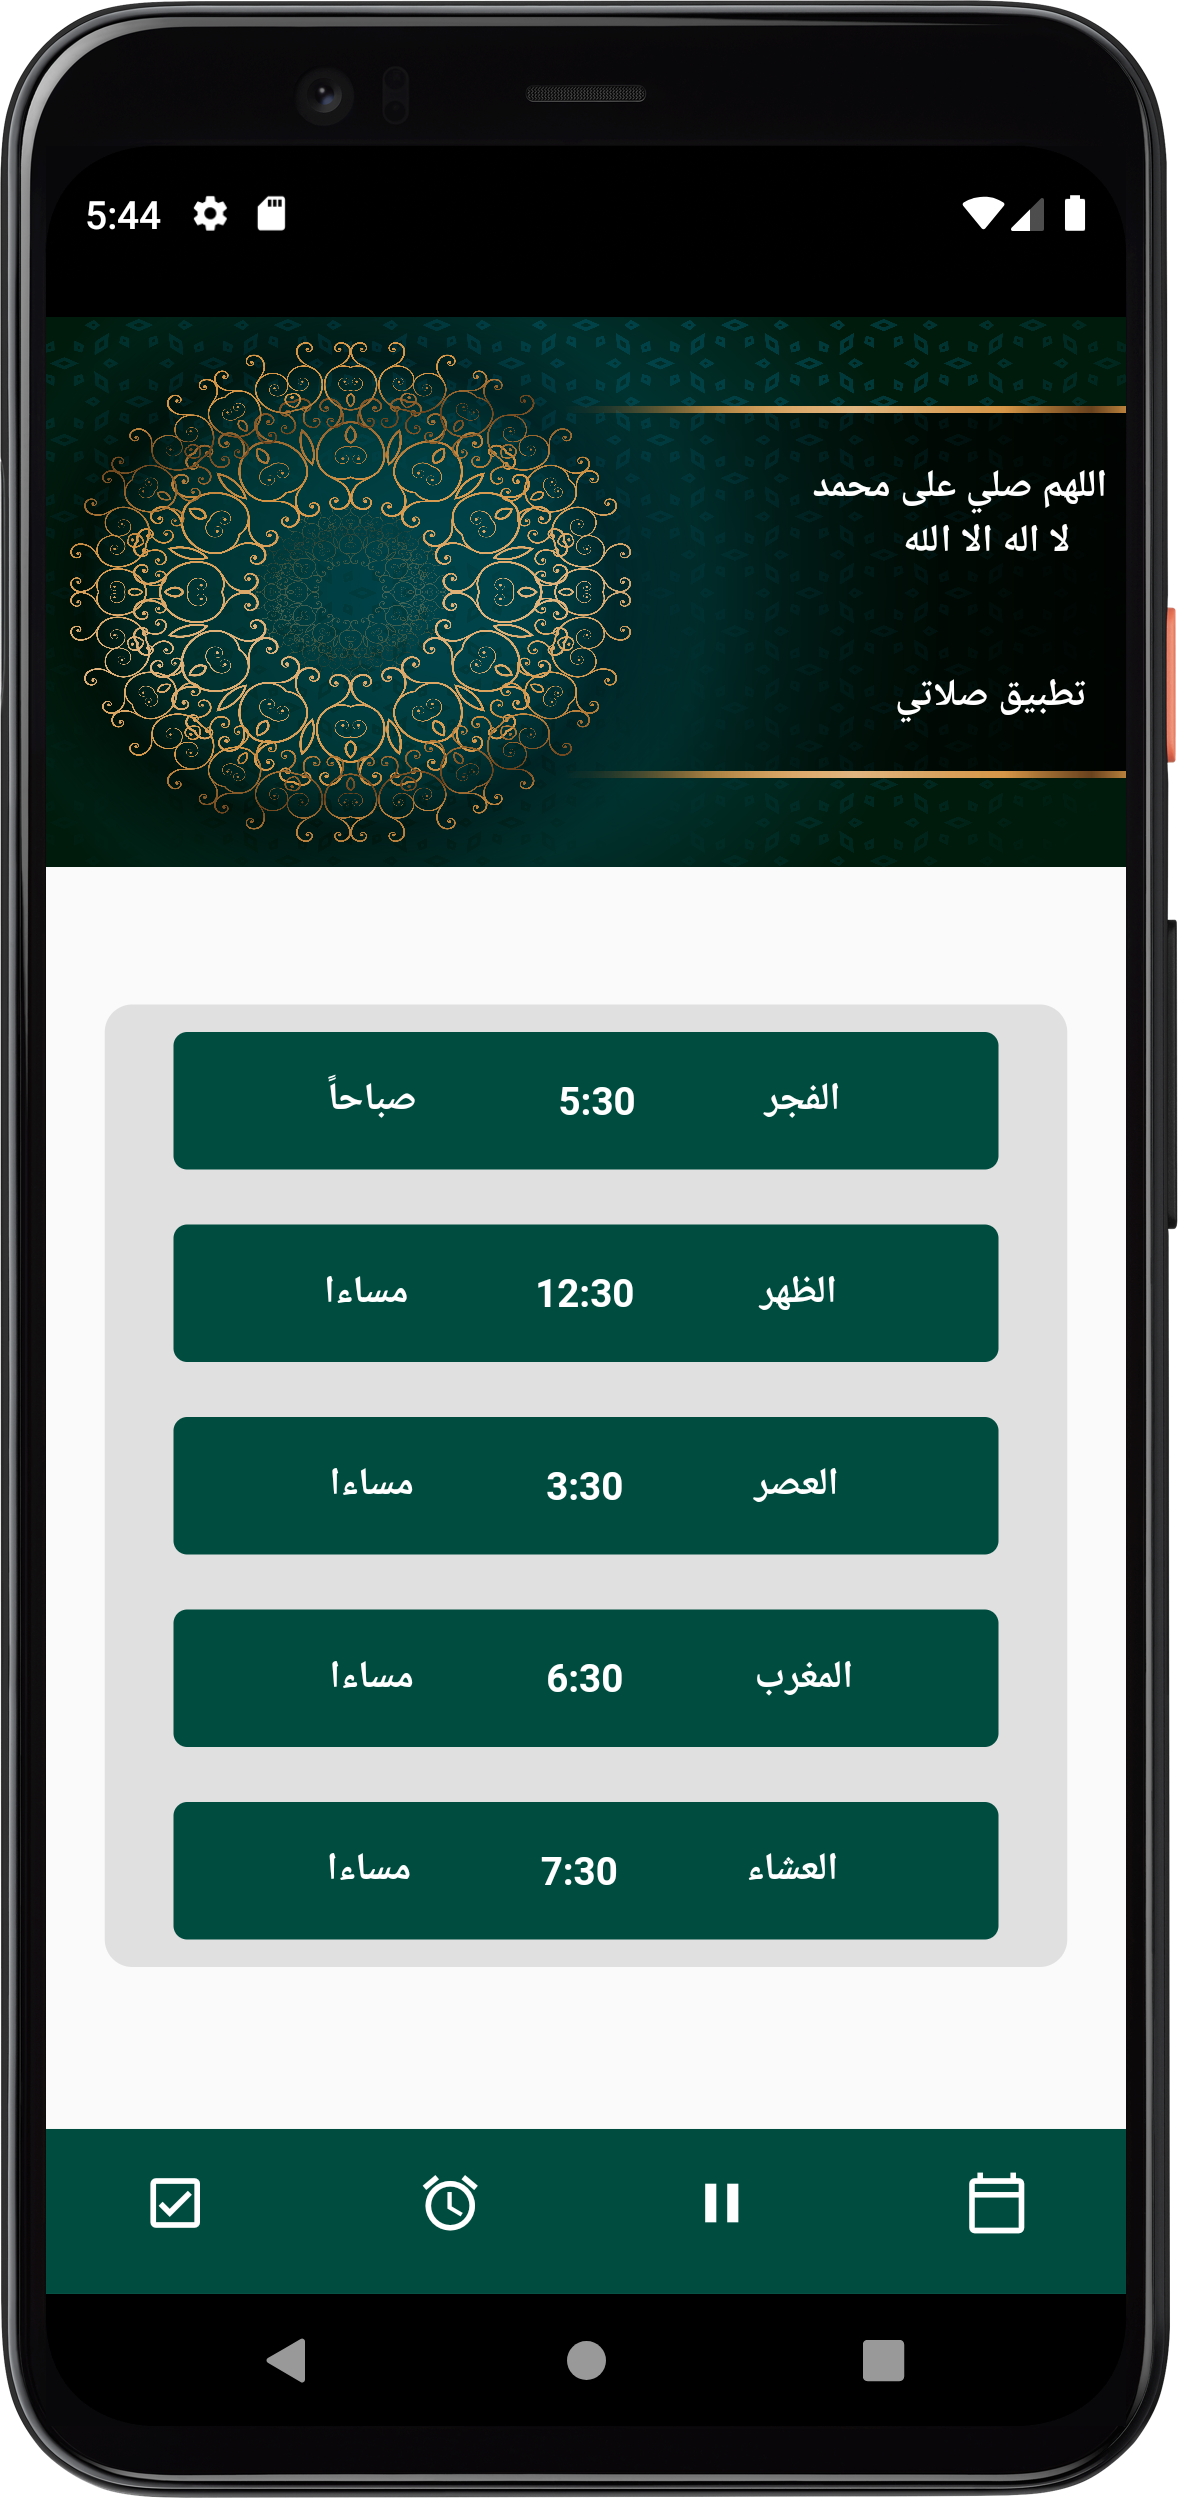 5:44
اللهم صلي على محمد
لا اله الا الله
تطبيق صلاتي
الفجر 5:30 صباحاً
الظهر 12:30 مساءا
العصر 3:30 مساءا
المغرب 6:30 مساءا
العشاء 7:30 مساءا